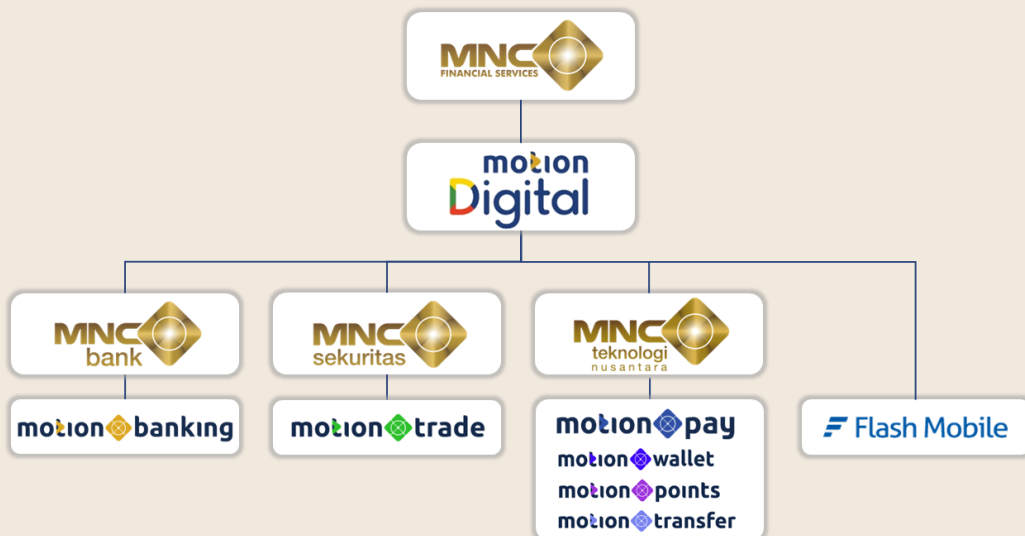 MNC
FINANCIAL SERVICES
motion
Digital
MNC
bank
MNC
sekuritas
MNC
teknologi
nusantara
motion banking
motion trade
motion pay
motion wallet
motion points
motion transfer
Flash Mobile